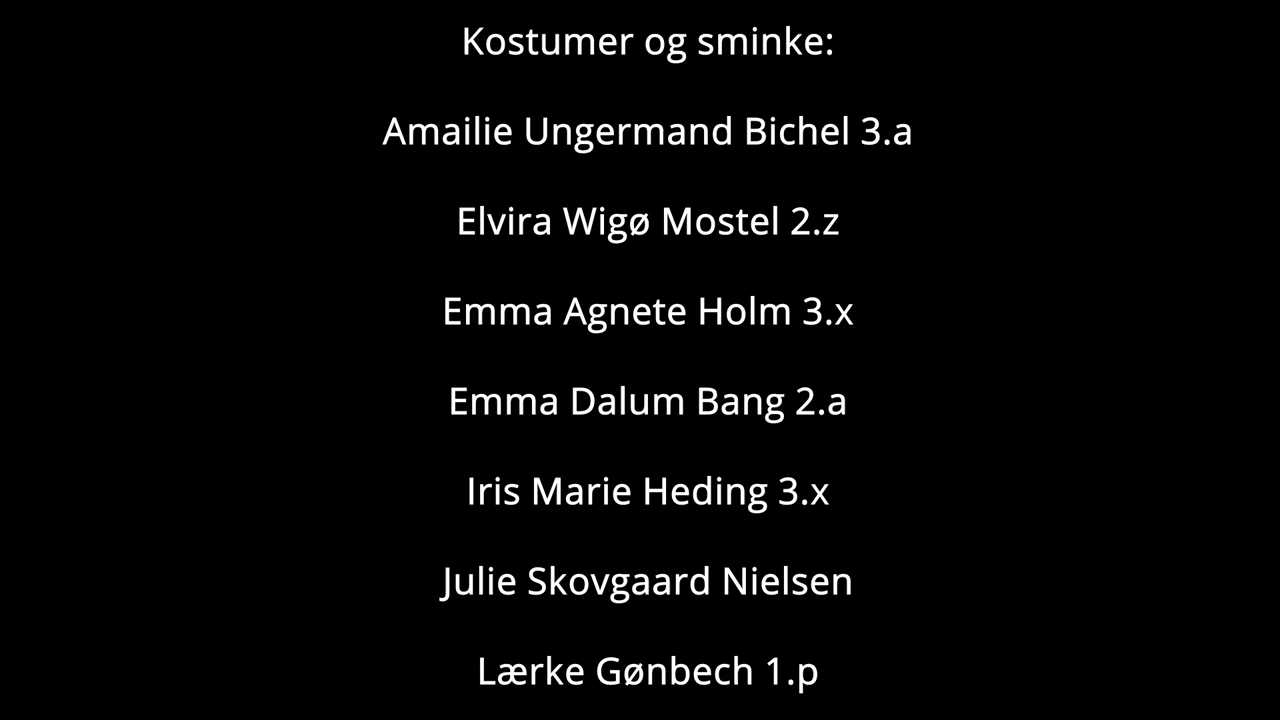 Kostumer og sminke:
Amailie Ungermand Bichel 3.a
Elvira Wigø Mostel 2.z
Emma Agnete Holm 3.x
Emma Dalum Bang 2.a
Iris Marie Heding 3.x
Julie Skovgaard Nielsen
Lærke Gønbech 1.p